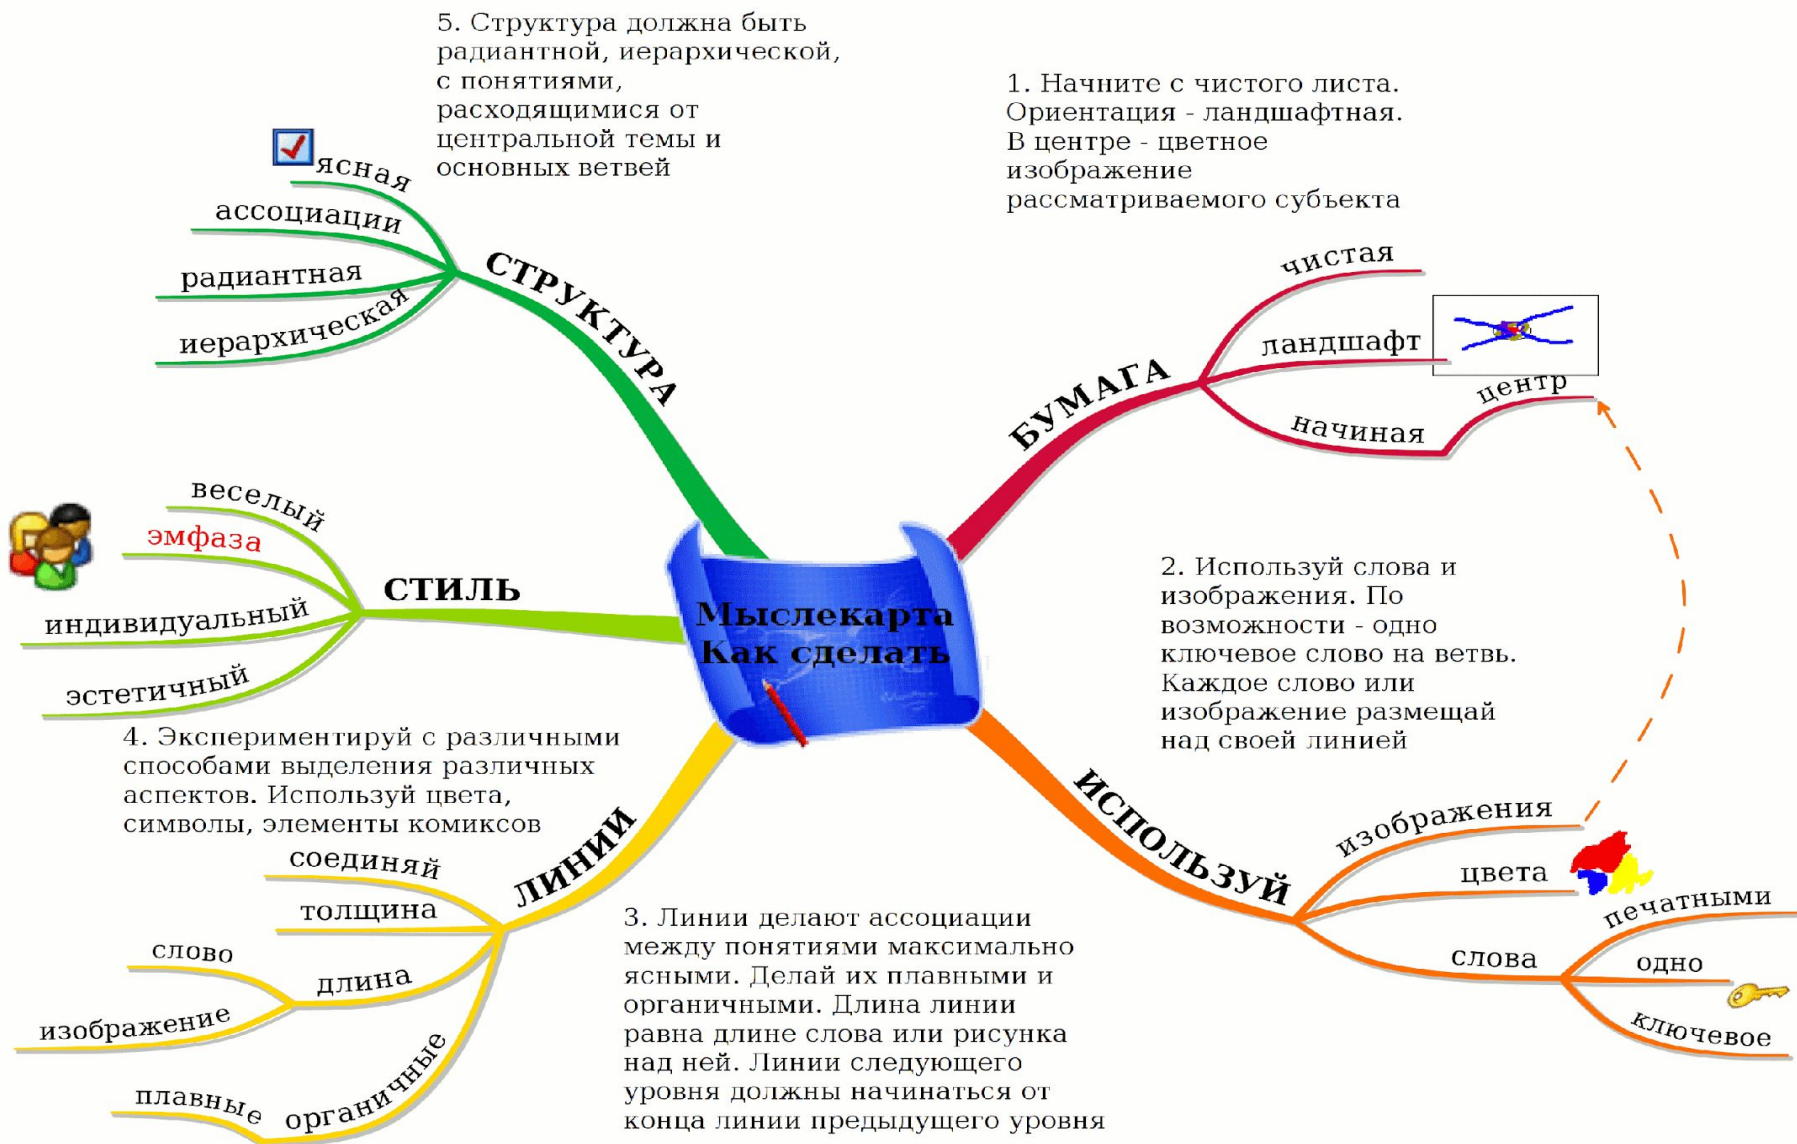 5. Структура должна быть
радиантной, иерархической,
с понятиями,
расходящимися от
центральной темы и
основных ветвей
1. Начните с чистого листа.
Ориентация - ландшафтная.
В центре - цветное
изображение
рассматриваемого субъекта
ясная
ассоциации
радиантная
иерархическая
СТРУКТУРА
БУМАГА
чистая
ландшафт
центр
начиная
веселый
эмфаза
индивидуальный
эстетичный
СТИЛЬ
Мыслекарта
Как сделать
2. Используй слова и
изображения. По
возможности - одно
ключевое слово на ветвь.
Каждое слово или
изображение размещай
над своей линией
4. Экспериментируй с различными
способами выделения различных
аспектов. Используй цвета,
символы, элементы комиксов
ЛИНИИ
соединяй
толщина
слово
длина
изображение
плавные
органичные
3. Линии делают ассоциации
между понятиями максимально
ясными. Делай их плавными и
органичными. Длина линии
равна длине слова или рисунка
над ней. Линии следующего
уровня должны начинаться от
конца линии предыдущего уровня
ИСПОЛЬЗУЙ
изображения
цвета
слова
печатными
одно
ключевое